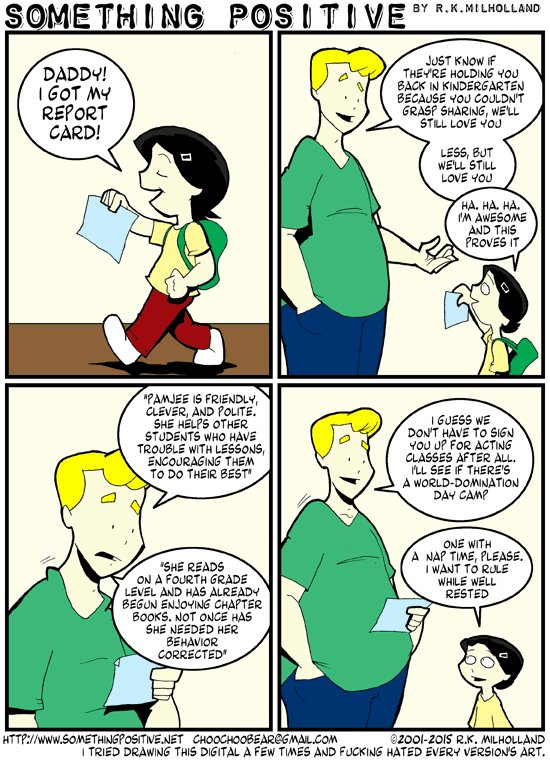 SOMETHING POSITIVE BY R.K.MILHOLLAND
DADDY!
I GOT MY
REPORT
CARD!
JUST KNOW IF
THEY'RE HOLDING YOU
BACK IN KINDERGARTEN
BECAUSE YOU COULDN'T
GRASP SHARING, WE'LL
STILL LOVE YOU
LESS, BUT
WE'LL STILL
LOVE YOU
HA. HA. HA.
I'M AWESOME
AND THIS
PROVES IT
"PAMJEE IS FRIENDLY,
CLEVER, AND POLITE.
SHE HELPS OTHER
STUDENTS WHO HAVE
TROUBLE WITH LESSONS,
ENCOURAGING THEM
TO DO THEIR BEST"
"SHE READS
ON A FOURTH GRADE
LEVEL AND HAS ALREADY
BEGUN ENJOYING CHAPTER
BOOKS. NOT ONCE HAS
SHE NEEDED HER
BEHAVIOR
CORRECTED"
I GUESS WE
DON'T HAVE TO SIGN
YOU UP FOR ACTING
CLASSES AFTER ALL.
I'LL SEE IF THERE'S
A WORLD-DOMINATION
DAY CAMP
ONE WITH
A NAP TIME, PLEASE.
I WANT TO RULE
WHILE WELL
RESTED
HTTP://WWW.SOMETHINGPOSITIVE.NET CHOOCHOOBEAR@GMAIL.COM ©2001-2015 R.K. MILHOLLAND
I TRIED DRAWING THIS DIGITAL A FEW TIMES AND FUCKING HATED EVERY VERSION'S ART.